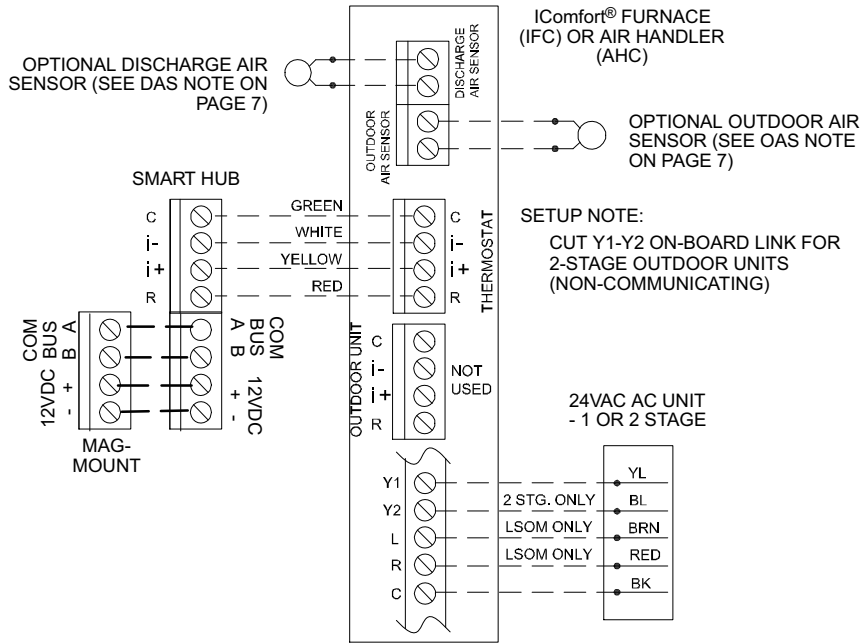 IComfort® FURNACE
(IFC) OR AIR HANDLER
(AHC)
OPTIONAL DISCHARGE AIR
SENSOR (SEE DAS NOTE ON
PAGE 7)
DISCHARGE
AIR SENSOR
OUTDOOR
AIR SENSOR
OPTIONAL OUTDOOR AIR
SENSOR (SEE OAS NOTE
ON PAGE 7)
SMART HUB
C
i-
i+
R
GREEN
WHITE
YELLOW
RED
C
i-
i+
R
THERMOSTAT
SETUP NOTE:
CUT Y1-Y2 ON-BOARD LINK FOR
2-STAGE OUTDOOR UNITS
(NON-COMMUNICATING)
COM
BUS
A
B
12VDC
+
-
MAG-
MOUNT
COM
BUS
A
B
12VDC
+
-
OUTDOOR UNIT
C
i-
i+
R
NOT
USED
24VAC AC UNIT
- 1 OR 2 STAGE
Y1
Y2
L
R
C
2 STG. ONLY
LSOM ONLY
LSOM ONLY
YL
BL
BRN
RED
BK